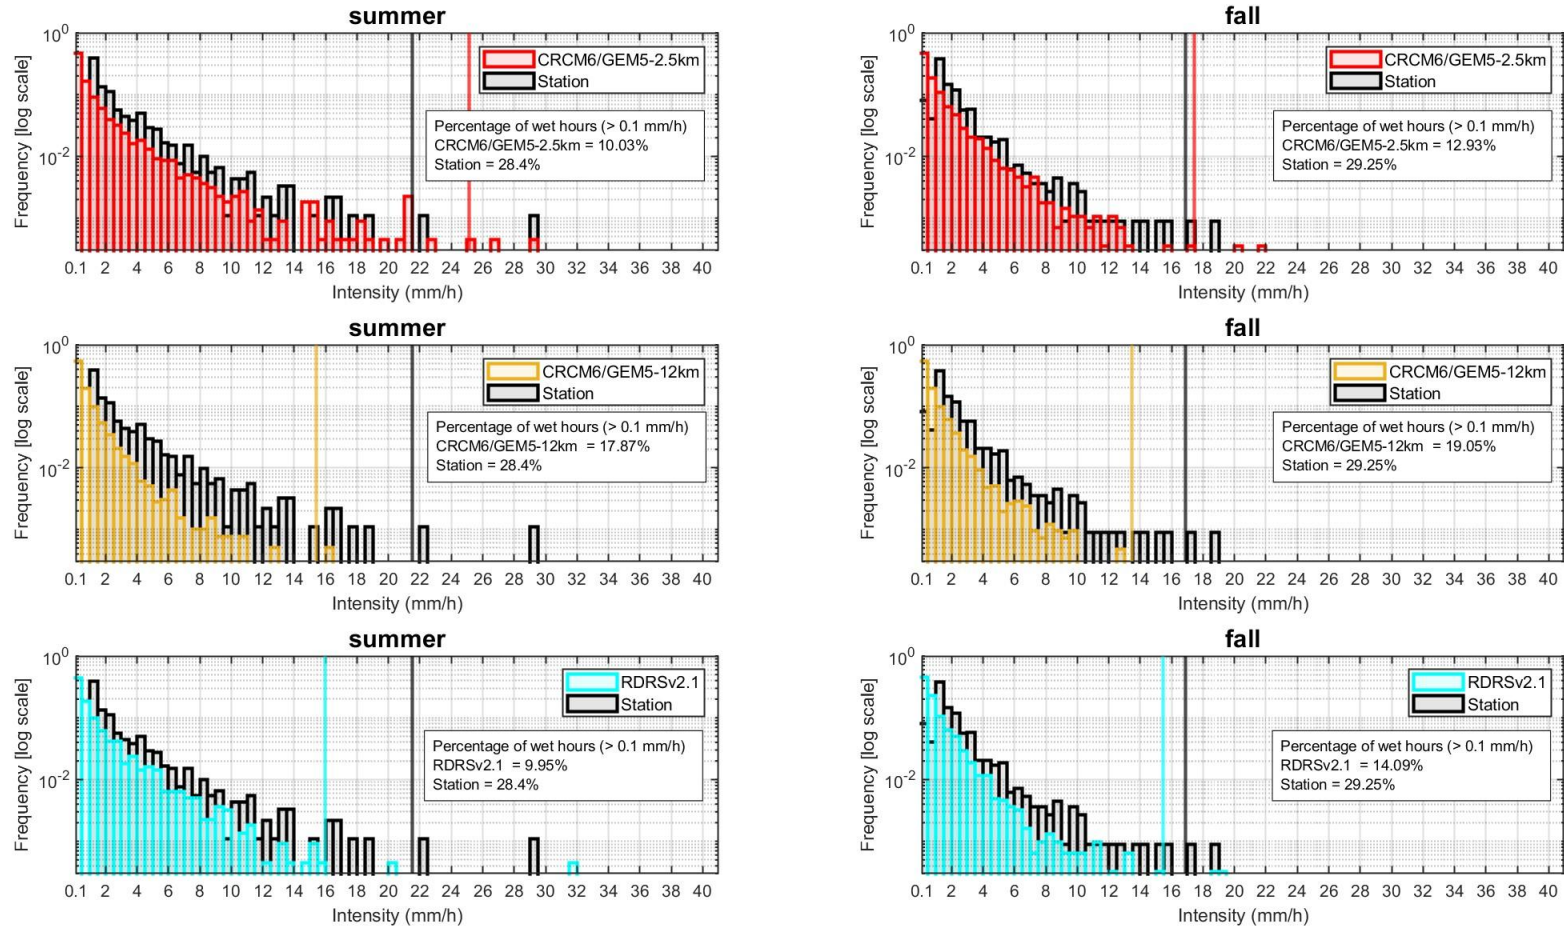 summer
Frequency [log scale]
10^0
10^-2
CRCM6/GEM5-2.5km
Station
Percentage of wet hours (> 0.1 mm/h)
CRCM6/GEM5-2.5km = 10.03%
Station = 28.4%
0.1 2 4 6 8 10 12 14 16 18 20 22 24 26 28 30 32 34 36 38 40
Intensity (mm/h)
fall
Frequency [log scale]
10^0
10^-2
CRCM6/GEM5-2.5km
Station
Percentage of wet hours (> 0.1 mm/h)
CRCM6/GEM5-2.5km = 12.93%
Station = 29.25%
0.1 2 4 6 8 10 12 14 16 18 20 22 24 26 28 30 32 34 36 38 40
Intensity (mm/h)
summer
Frequency [log scale]
10^0
10^-2
CRCM6/GEM5-12km
Station
Percentage of wet hours (> 0.1 mm/h)
CRCM6/GEM5-12km = 17.87%
Station = 28.4%
0.1 2 4 6 8 10 12 14 16 18 20 22 24 26 28 30 32 34 36 38 40
Intensity (mm/h)
fall
Frequency [log scale]
10^0
10^-2
CRCM6/GEM5-12km
Station
Percentage of wet hours (> 0.1 mm/h)
CRCM6/GEM5-12km = 19.05%
Station = 29.25%
0.1 2 4 6 8 10 12 14 16 18 20 22 24 26 28 30 32 34 36 38 40
Intensity (mm/h)
summer
Frequency [log scale]
10^0
10^-2
RDRSv2.1
Station
Percentage of wet hours (> 0.1 mm/h)
RDRSv2.1 = 9.95%
Station = 28.4%
0.1 2 4 6 8 10 12 14 16 18 20 22 24 26 28 30 32 34 36 38 40
Intensity (mm/h)
fall
Frequency [log scale]
10^0
10^-2
RDRSv2.1
Station
Percentage of wet hours (> 0.1 mm/h)
RDRSv2.1 = 14.09%
Station = 29.25%
0.1 2 4 6 8 10 12 14 16 18 20 22 24 26 28 30 32 34 36 38 40
Intensity (mm/h)